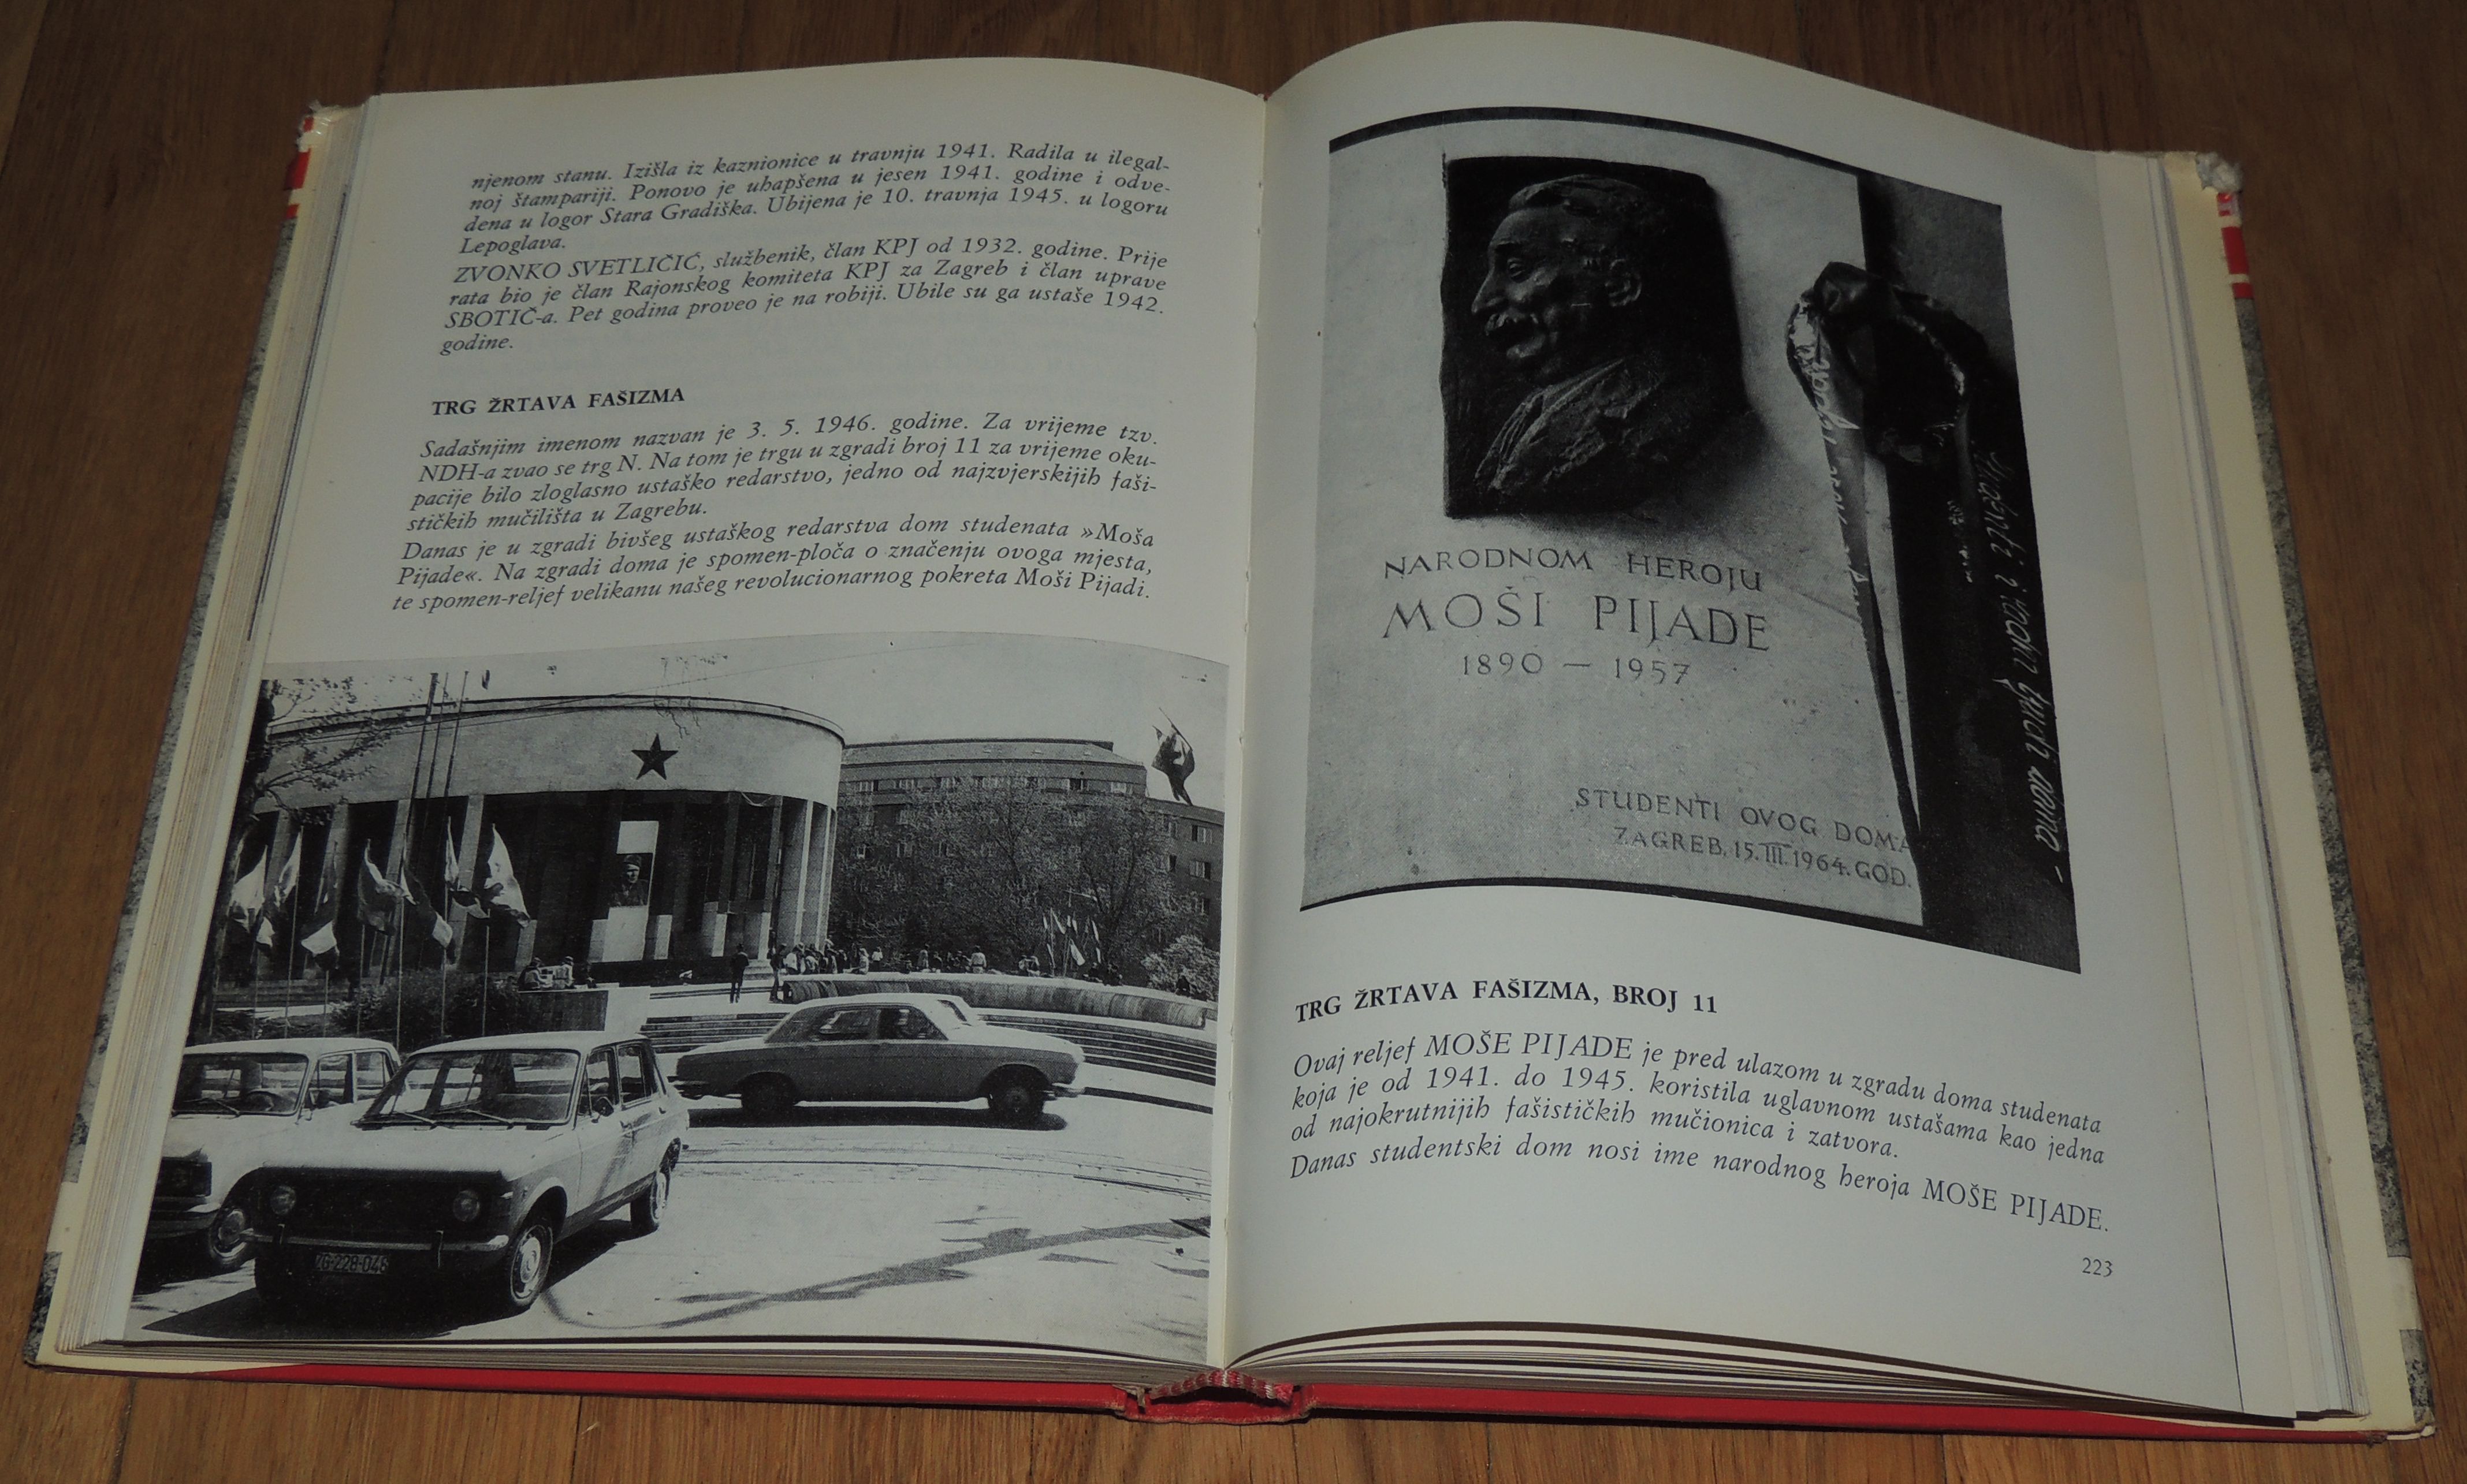 njenom stanu. Izišla iz kaznionice u travnju 1941. Radila u ilegal-
noj štampariji. Ponovo je uhapšena u jesen 1941. godine i odve-
dena u logor Stara Gradiška. Ubijena je 10. travnja 1945. u logoru
Lepoglava.
ZVONKO SVETLIČIĆ, službenik, član KPJ od 1932. godine. Prije
rata bio je član Rajonskog komiteta KPJ za Zagreb i član uprave
SBOTIČ-a. Pet godina proveo je na robiji. Ubile su ga ustaše 1942.
godine.
TRG ŽRTAVA FAŠIZMA
Sadašnjim imenom nazvan je 3. 5. 1946. godine. Za vrijeme tzv.
NDH-a zvao se trg N. Na tom je trgu u zgradi broj 11 za vrijeme oku-
pacije bilo zloglasno ustaško redarstvo, jedno od najzvjerskijih faši-
stičkih mučilišta u Zagrebu.
Danas je u zgradi bivšeg ustaškog redarstva dom studenata »Moša
Pijade«. Na zgradi doma je spomen-ploča o značenju ovoga mjesta,
te spomen-reljef velikanu našeg revolucionarnog pokreta Moši Pijadi.
ZG-228-046
NARODNOM HEROJU
MOŠI PIJADE
1890 — 1957
STUDENTI OVOG DOMA
ZAGREB, 15. III. 1964. GOD.
TRG ŽRTAVA FAŠIZMA, BROJ 11
Ovaj reljef MOŠE PIJADE je pred ulazom u zgradu doma studenata
koja je od 1941. do 1945. koristila uglavnom ustašama kao jedna
od najokrutnijih fašističkih mučionica i zatvora.
Danas studentski dom nosi ime narodnog heroja MOŠE PIJADE.
223